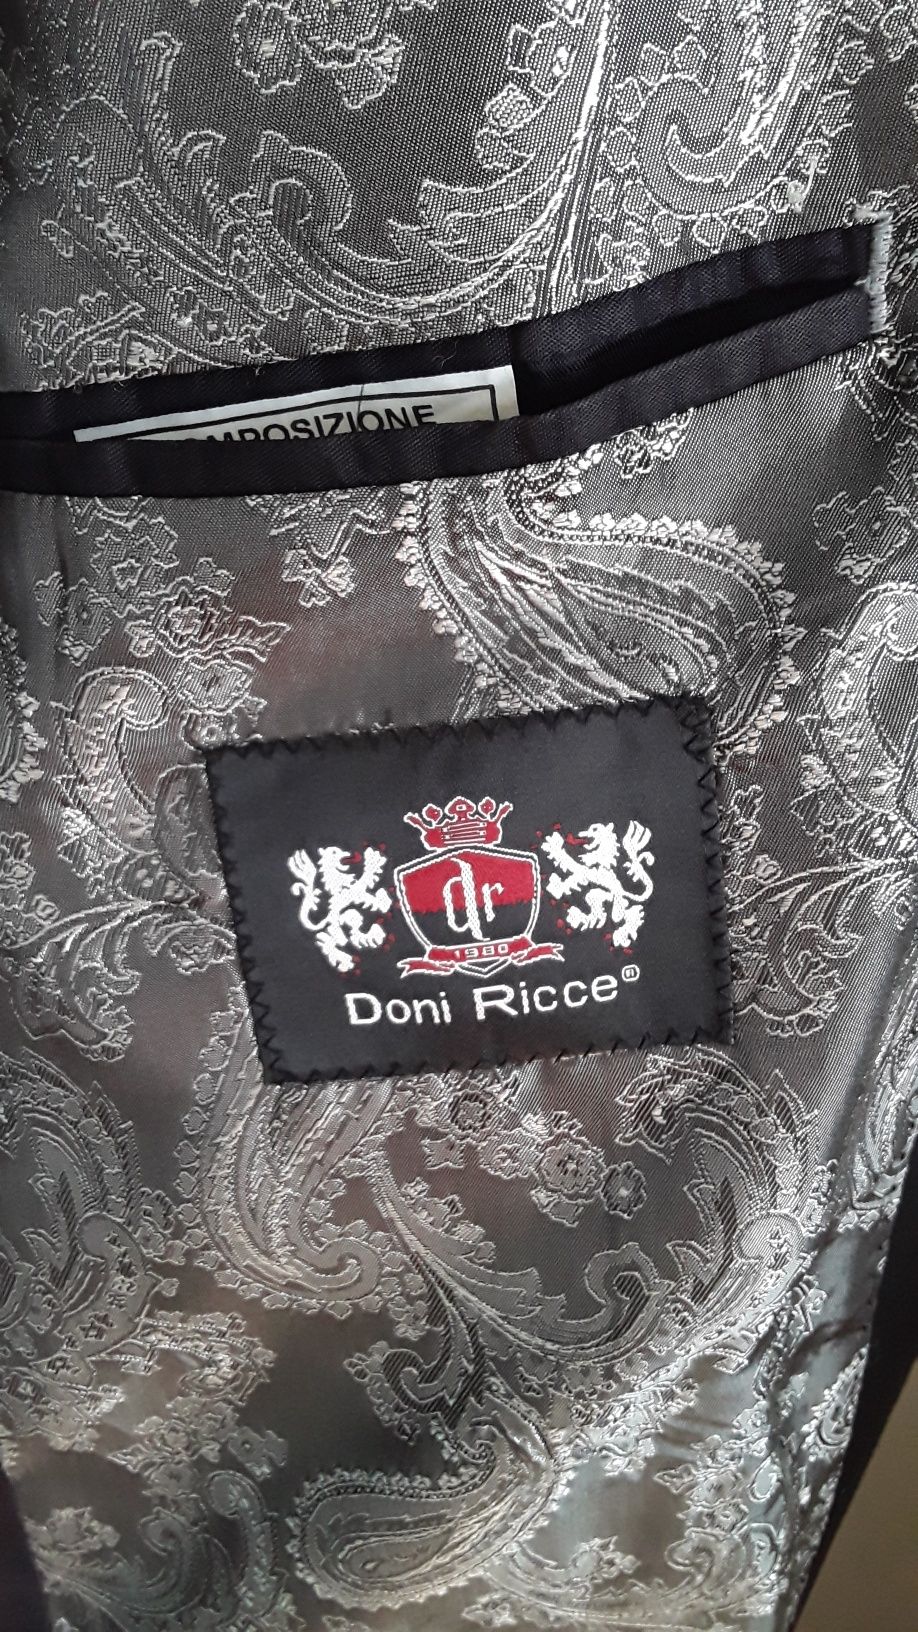 COMPOSIZIONE
dr
1980
Doni Ricce®